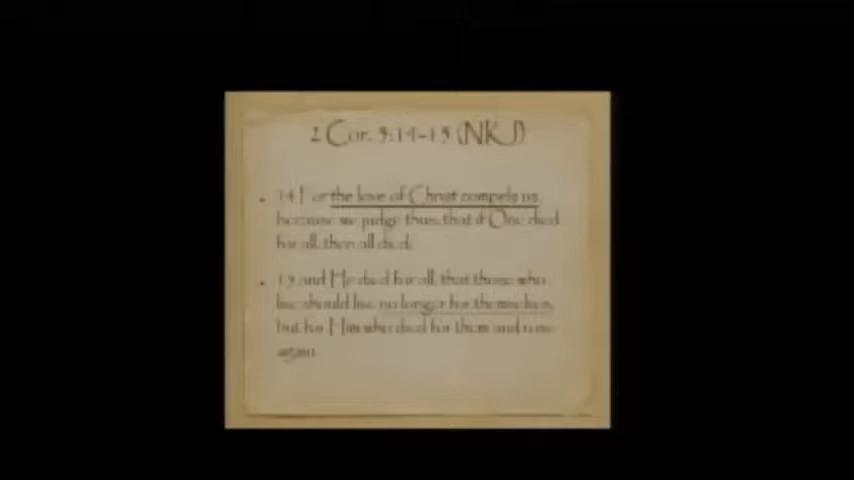 2 Cor. 5:14-15 (NKJ)
• 14 For the love of Christ compels us,
because we judge thus: that if One died
for all, then all died;
• 15 and He died for all, that those who
live should live no longer for themselves,
but for Him who died for them and rose
again.